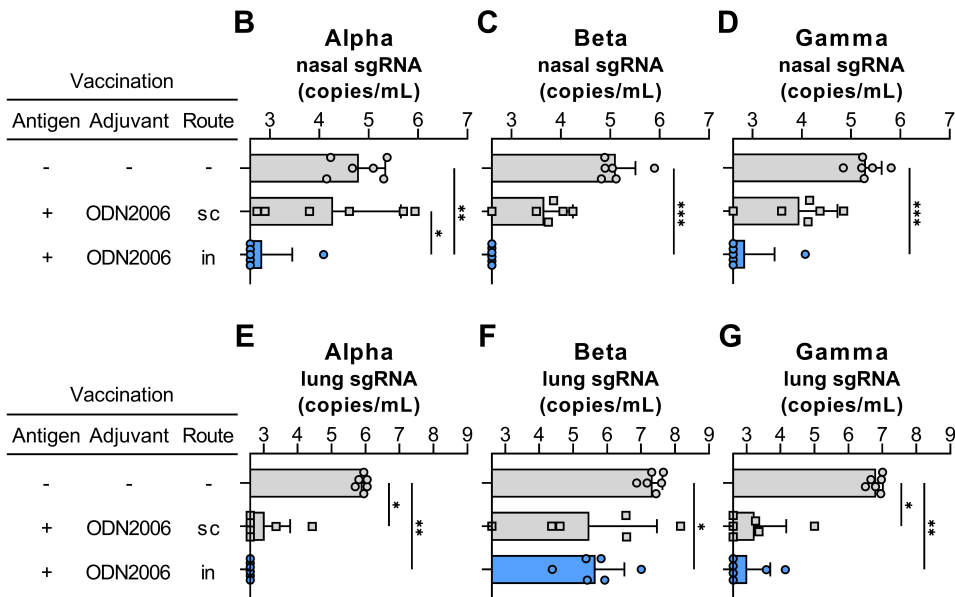 B
Alpha
nasal sgRNA
(copies/mL)
C
Beta
nasal sgRNA
(copies/mL)
D
Gamma
nasal sgRNA
(copies/mL)
Vaccination
Antigen Adjuvant Route
3 4 5 6 7
3 4 5 6 7
3 4 5 6 7
- - -
+ ODN2006 sc
+ ODN2006 in
* **
***
***
E
Alpha
lung sgRNA
(copies/mL)
F
Beta
lung sgRNA
(copies/mL)
G
Gamma
lung sgRNA
(copies/mL)
Vaccination
Antigen Adjuvant Route
3 4 5 6 7 8 9
3 4 5 6 7 8 9
3 4 5 6 7 8 9
- - -
+ ODN2006 sc
+ ODN2006 in
* **
*
* **